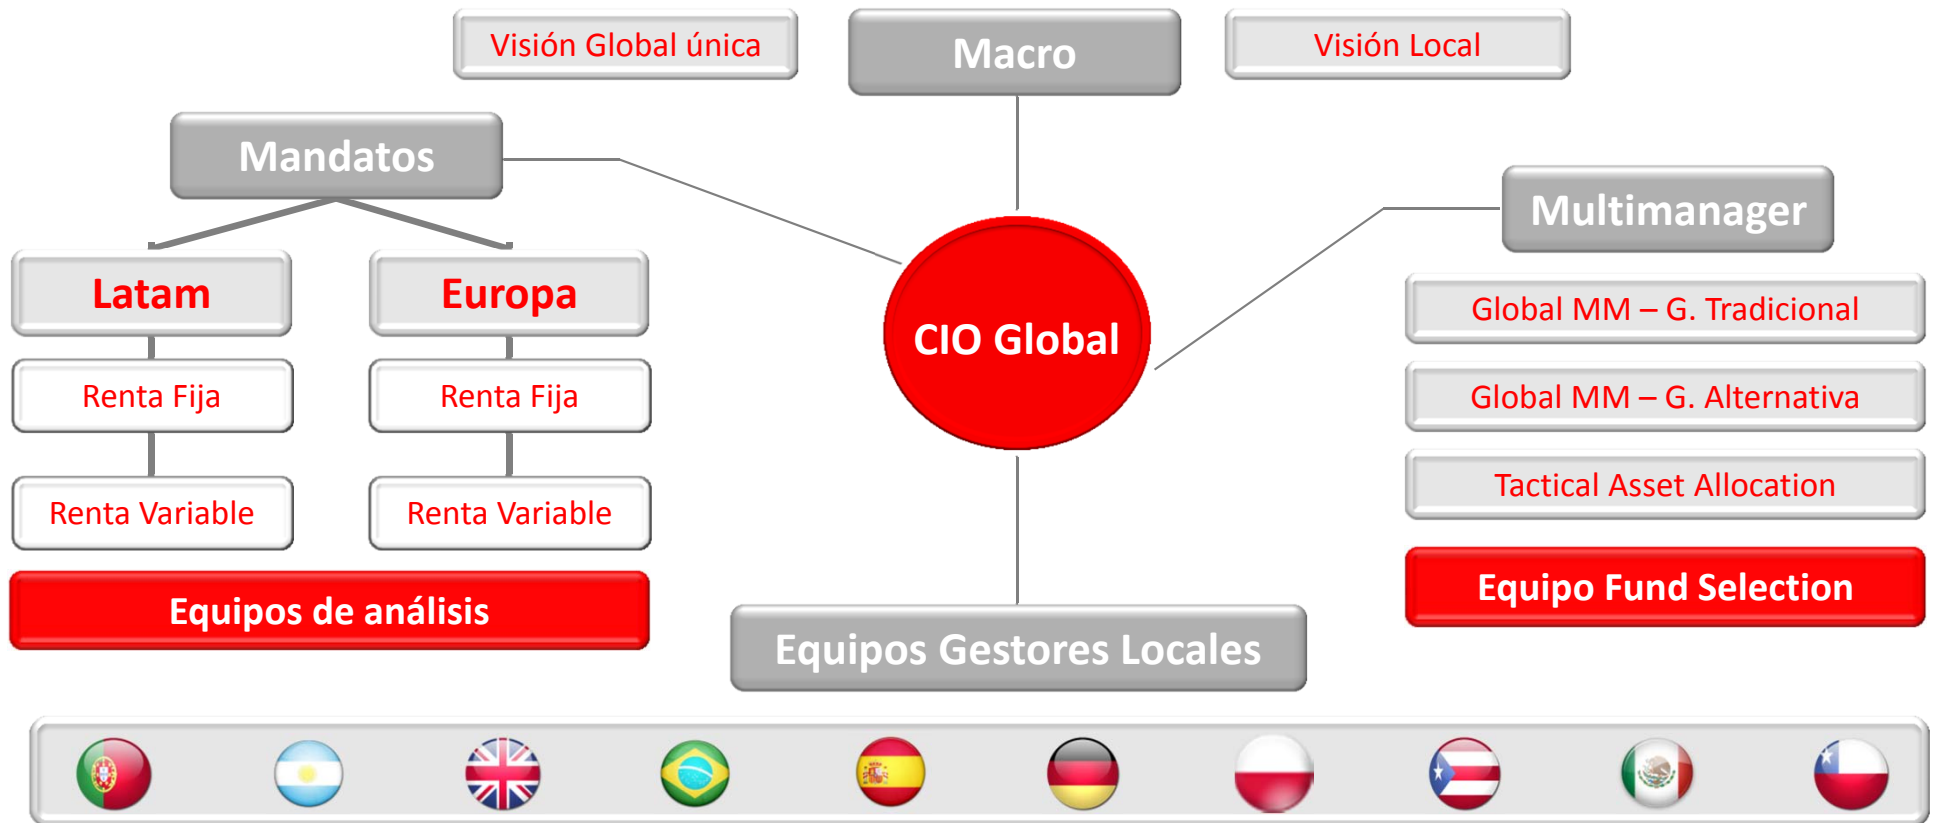 Visión Global única
Macro
Visión Local
Mandatos
Multimanager
Latam
Europa
CIO Global
Renta Fija
Renta Fija
Renta Variable
Renta Variable
Equipos de análisis
Global MM – G. Tradicional
Global MM – G. Alternativa
Tactical Asset Allocation
Equipo Fund Selection
Equipos Gestores Locales